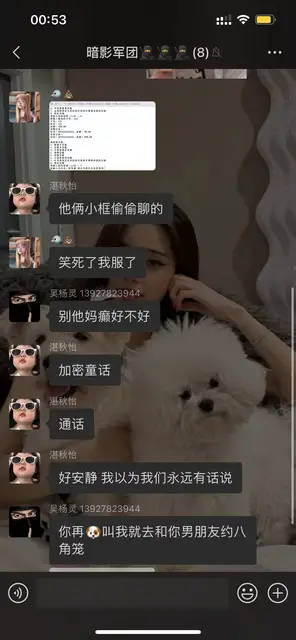 00:53
暗影军团🥷🥷🥷(8)
湛秋怡
他俩小框偷偷聊的
笑死了我服了
吴杨灵 13927823944
别他妈癫好不好
湛秋怡
加密童话
湛秋怡
通话
湛秋怡
好安静 我以为我们永远有话说
吴杨灵 13927823944
你再🐶叫我就去和你男朋友约八
角笼